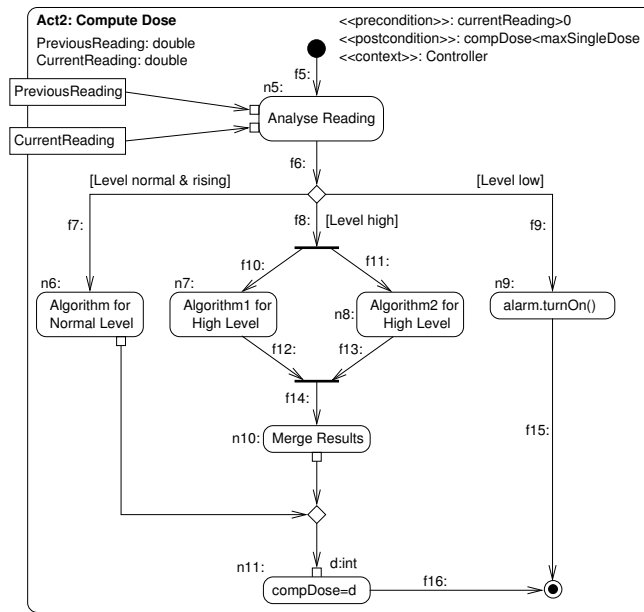 Act2: Compute Dose
<<precondition>>: currentReading>0
PreviousReading: double
<<postcondition>>: compDose<maxSingleDose
CurrentReading: double
<<context>>: Controller
f5:
n5:
PreviousReading
Analyse Reading
CurrentReading
f6:
[Level normal & rising]
[Level low]
f7:
f8:
[Level high]
f9:
f10:
f11:
n6:
n7:
n9:
Algorithm for
Normal Level
Algorithm1 for
High Level
n8:
Algorithm2 for
High Level
alarm.turnOn()
f12:
f13:
f14:
n10:
Merge Results
f15:
d:int
n11:
compDose=d
f16: